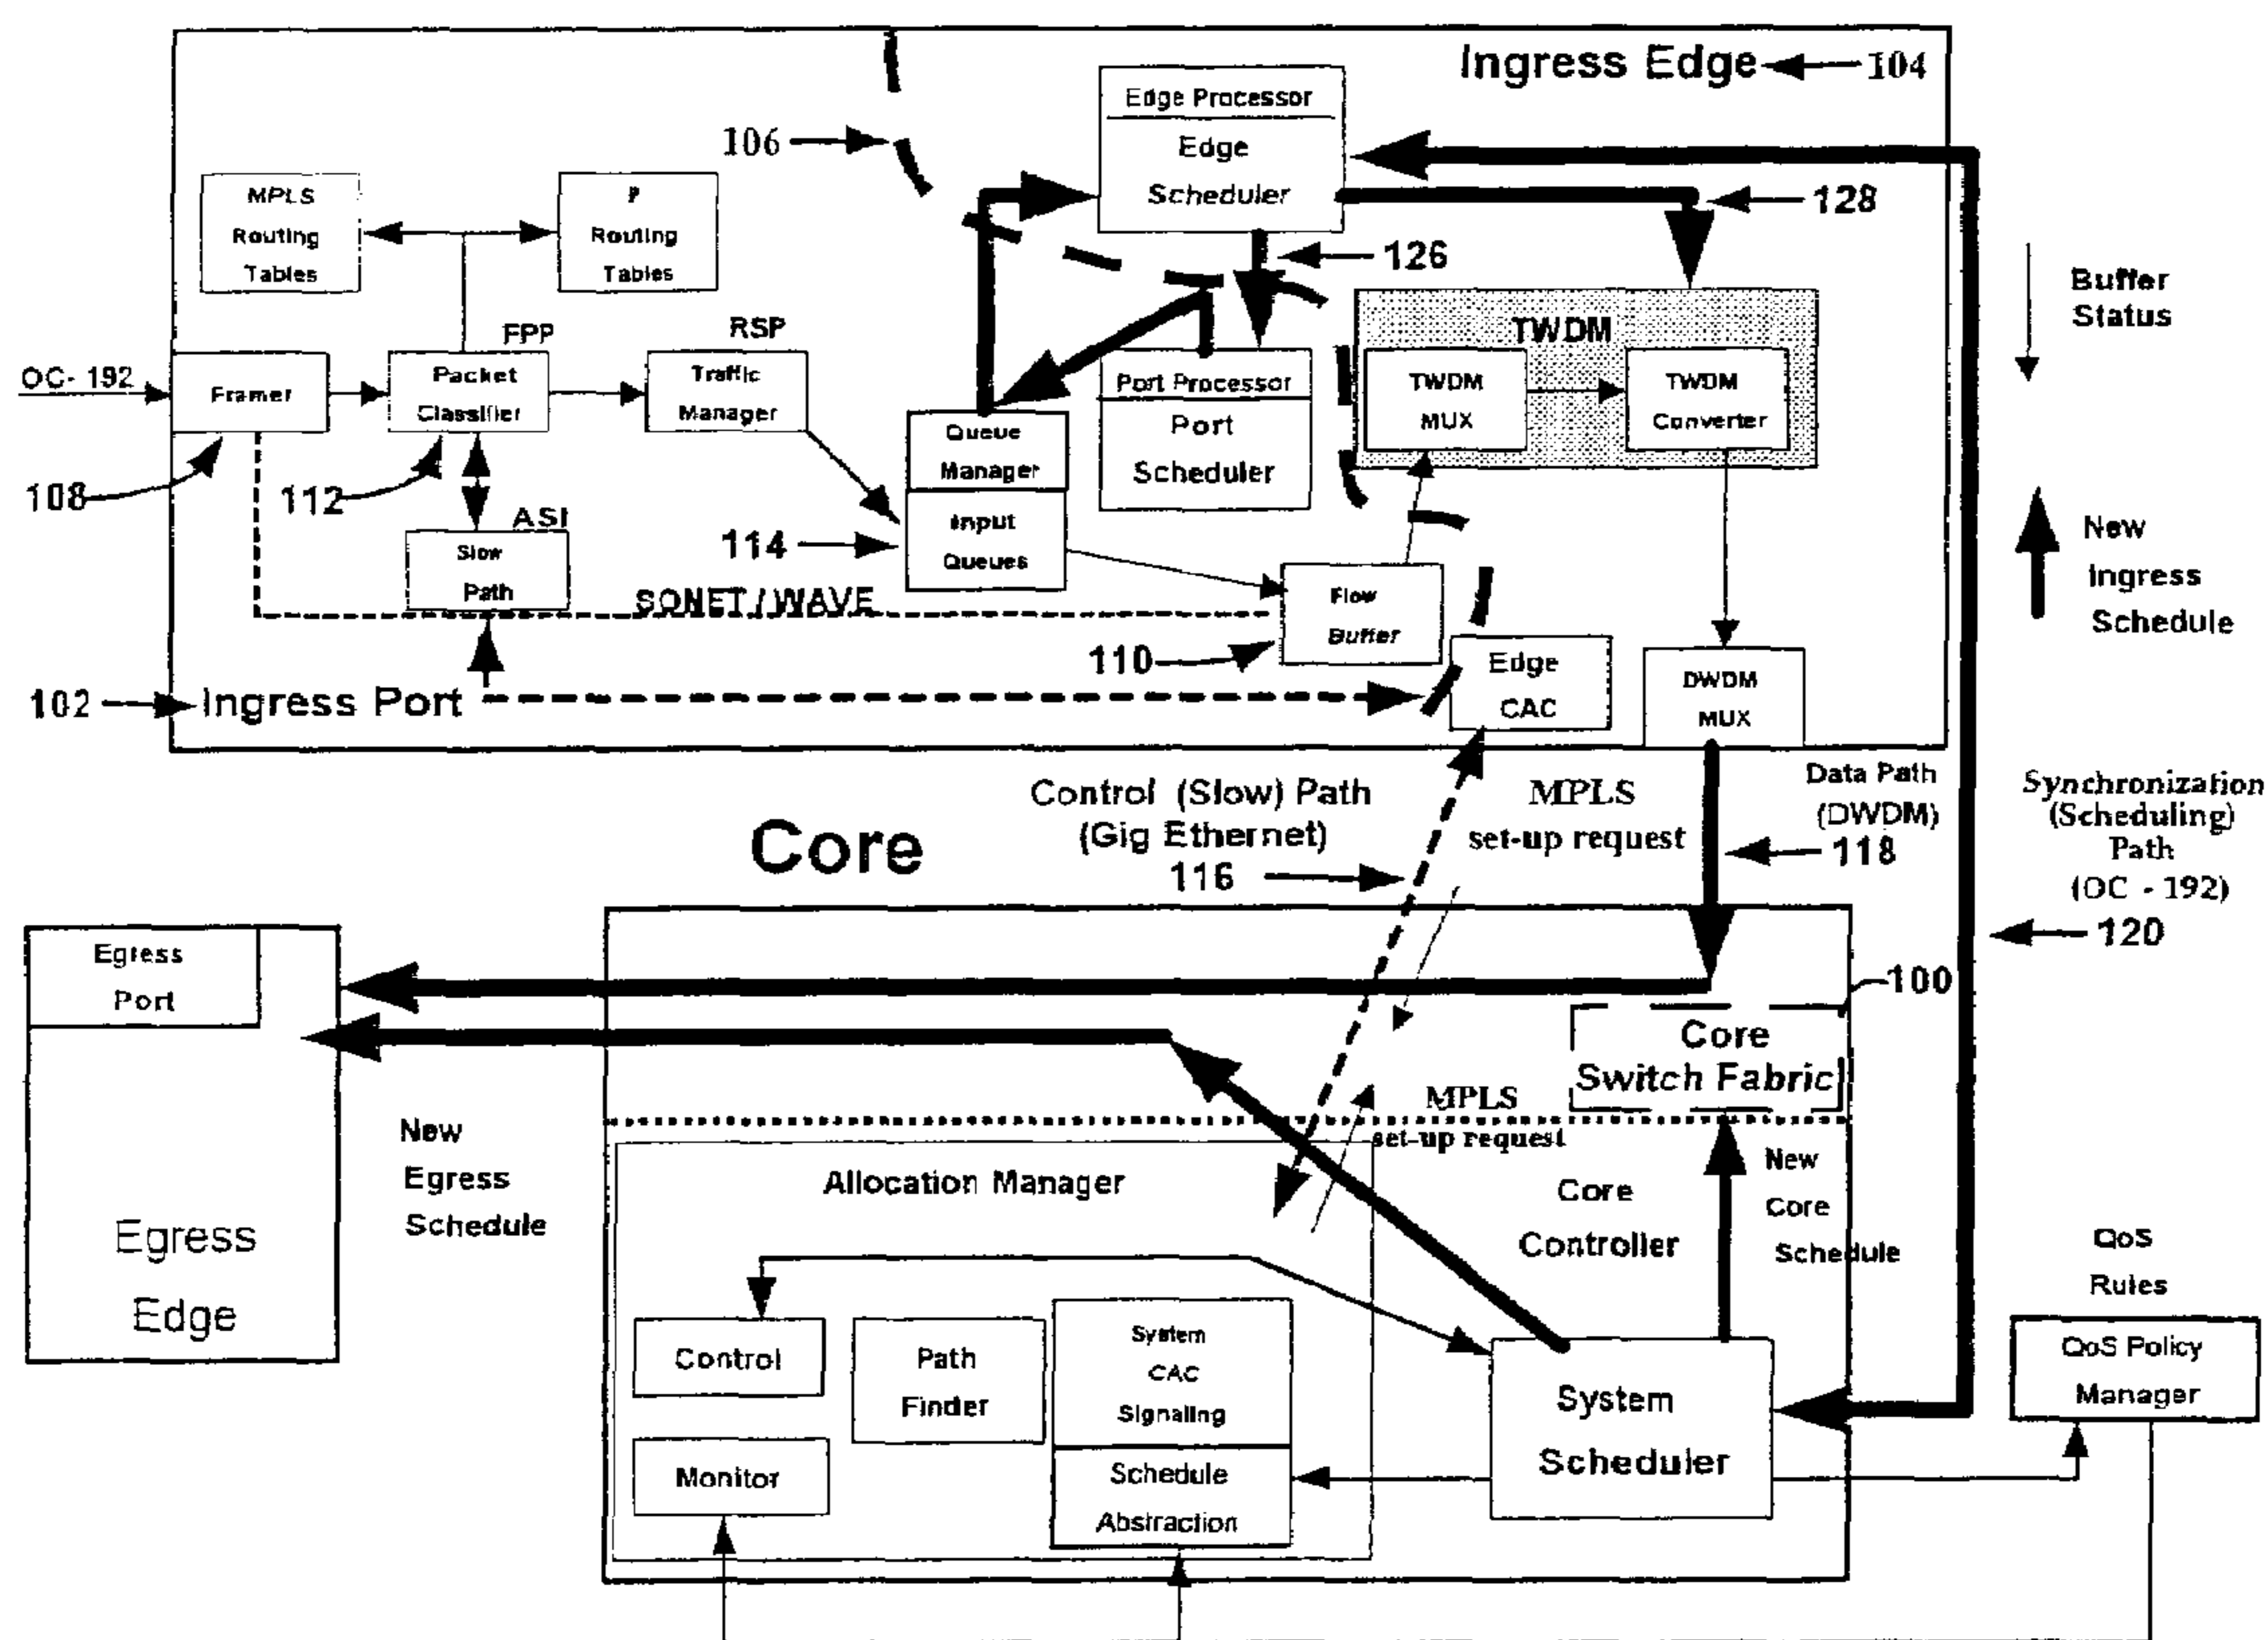 Ingress Edge
104
Edge Processor
Edge
Scheduler
106
128
126
MPLS
Routing
Tables
P
Routing
Tables
Buffer
Status
FPP
RSP
TWDM
OC- 192
Framer
Packet
Classifier
Traffic
Manager
Port Processor
Port
Scheduler
TWDM
MUX
TWDM
Converter
Queue
Manager
108
112
ASI
Slow
Path
114
Input
Queues
New
Ingress
Schedule
SONET / WAVE
Flow
Buffer
110
Edge
CAC
DWDM
MUX
102
Ingress Port
Control (Slow) Path
(Gig Ethernet)
116
MPLS
set-up request
Data Path
(DWDM)
118
Synchronization
(Scheduling)
Path
(OC - 192)
120
Core
Egress
Port
100
Core
Switch Fabric
MPLS
set-up request
New
Egress
Schedule
Egress
Edge
Allocation Manager
Core
Controller
New
Core
Schedule
QoS
Rules
Control
Path
Finder
System
CAC
Signaling
System
Scheduler
QoS Policy
Manager
Monitor
Schedule
Abstraction